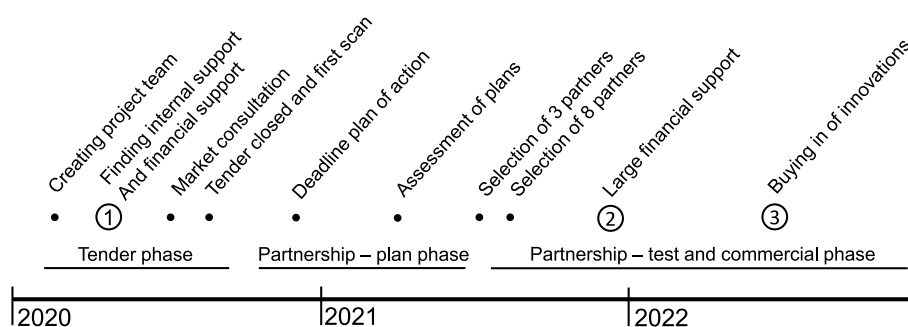 Creating project team
Finding internal support
And financial support
Market consultation
Tender closed and first scan
Deadline plan of action
Assessment of plans
Selection of 3 partners
Selection of 8 partners
Large financial support
Buying in of innovations
1
2
3
Tender phase
Partnership – plan phase
Partnership – test and commercial phase
2020
2021
2022